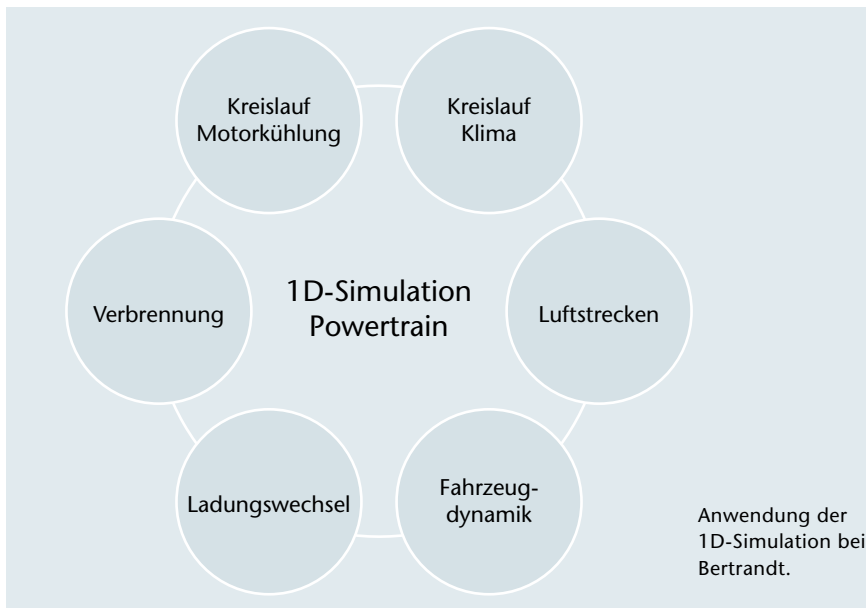 Kreislauf
Motorkühlung
Kreislauf
Klima
Verbrennung
1D-Simulation
Powertrain
Luftstrecken
Ladungswechsel
Fahrzeug-
dynamik
Anwendung der
1D-Simulation bei
Bertrandt.